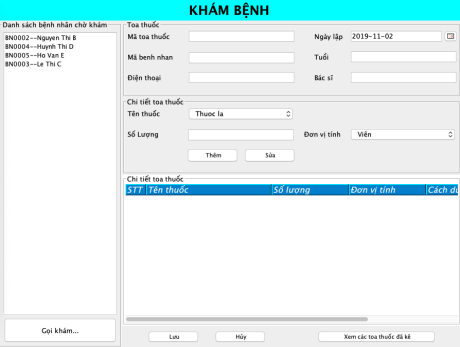 KHÁM BỆNH
Danh sách bệnh nhân chờ khám
BN0002--Nguyen Thi B
BN0004--Huynh Thi D
BN0005--Ho Van E
BN0003--Le Thi C
Gọi khám...
Toa thuốc
Mã toa thuốc
Ngày lập 2019-11-02
Mã benh nhan
Tuổi
Điện thoại
Bác sĩ
Chi tiết toa thuốc
Tên thuốc Thuoc la
Số Lượng
Đơn vị tính Viên
Thêm Sửa
Chi tiết toa thuốc
STT Tên thuốc Số lượng Đơn vị tính Cách dù
Lưu Hủy Xem các toa thuốc đã kê